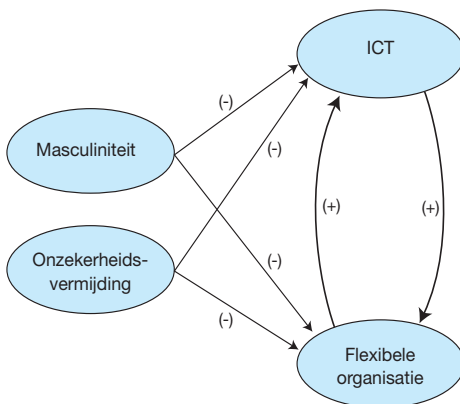 ICT
(-)
(-)
Masculiniteit
(+)
(+)
Onzekerheids-
vermijding
(-)
(-)
Flexibele
organisatie